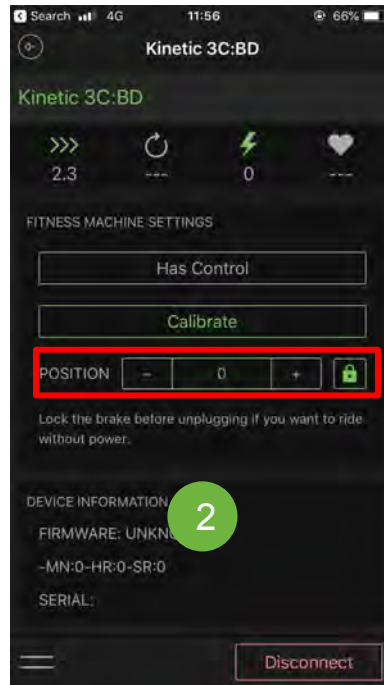 Search 4G 11:56 66%
Kinetic 3C:BD
Kinetic 3C:BD
>>> 
2.3 --- 0 ---
FITNESS MACHINE SETTINGS
Has Control
Calibrate
POSITION - 0 +
Lock the brake before unplugging if you want to ride
without power.
DEVICE INFORMATION
2
FIRMWARE:
-MN:0-HR:0-SR:0
SERIAL:
Disconnect